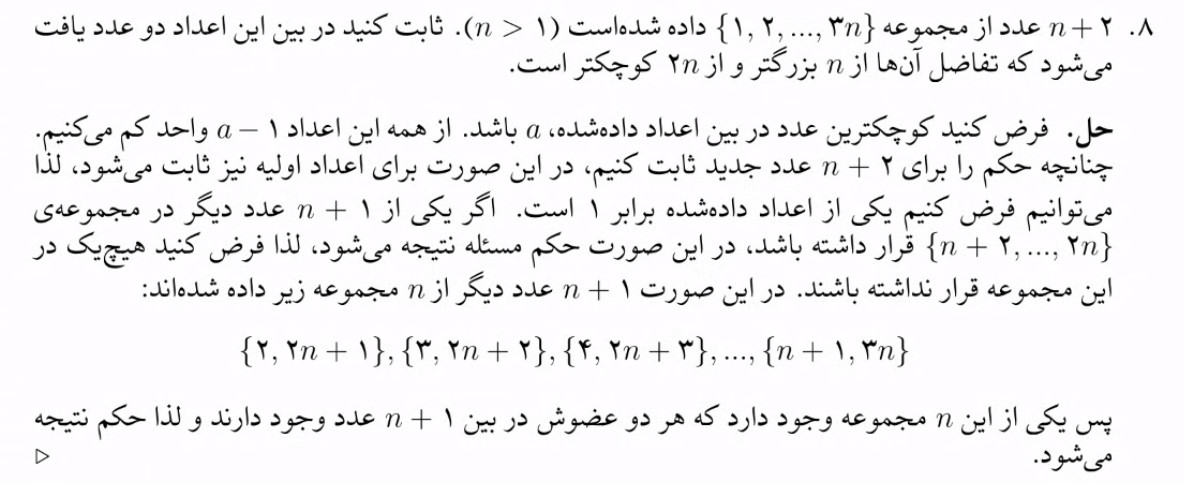 ۸. n + ۲ عدد از مجموعه {۱, ۲, ..., ۳n} داده شده‌است (n > ۱). ثابت کنید در بین این اعداد دو عدد یافت
می‌شود که تفاضل آن‌ها از n بزرگتر و از ۲n کوچکتر است.
حل. فرض کنید کوچکترین عدد در بین اعداد داده‌شده، a باشد. از همه این اعداد a − ۱ واحد کم می‌کنیم.
چنانچه حکم را برای n + ۲ عدد جدید ثابت کنیم، در این صورت برای اعداد اولیه نیز ثابت می‌شود، لذا
می‌توانیم فرض کنیم یکی از اعداد داده‌شده برابر ۱ است. اگر یکی از n + ۱ عدد دیگر در مجموعه‌ی
{n + ۲, ..., ۲n} قرار داشته باشد، در این صورت حکم مسئله نتیجه می‌شود، لذا فرض کنید هیچ‌یک در
این مجموعه قرار نداشته باشند. در این صورت n + ۱ عدد دیگر از n مجموعه زیر داده شده‌اند:
{۲, ۲n + ۱}, {۳, ۲n + ۲}, {۴, ۲n + ۳}, ..., {n + ۱, ۳n}
پس یکی از این n مجموعه وجود دارد که هر دو عضوش در بین n + ۱ عدد وجود دارند و لذا حکم نتیجه
می‌شود. ▷